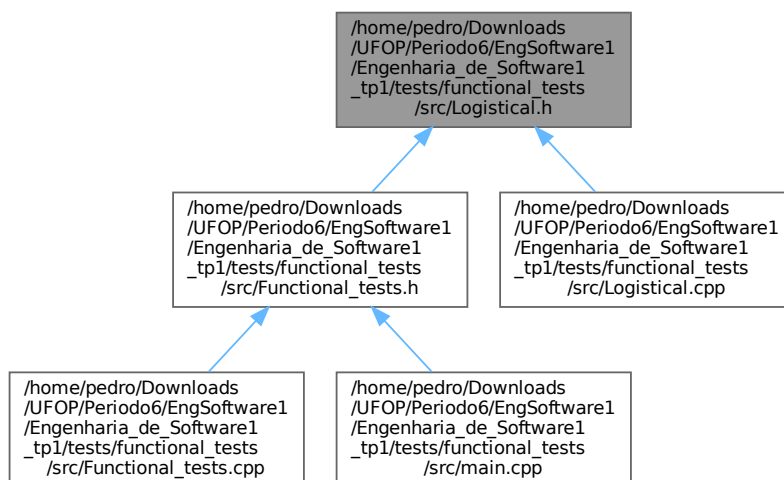 /home/pedro/Downloads
/UFOP/Periodo6/EngSoftware1
/Engenharia_de_Software1
_tp1/tests/functional_tests
/src/Logistical.h
/home/pedro/Downloads
/UFOP/Periodo6/EngSoftware1
/Engenharia_de_Software1
_tp1/tests/functional_tests
/src/Functional_tests.h
/home/pedro/Downloads
/UFOP/Periodo6/EngSoftware1
/Engenharia_de_Software1
_tp1/tests/functional_tests
/src/Logistical.cpp
/home/pedro/Downloads
/UFOP/Periodo6/EngSoftware1
/Engenharia_de_Software1
_tp1/tests/functional_tests
/src/Functional_tests.cpp
/home/pedro/Downloads
/UFOP/Periodo6/EngSoftware1
/Engenharia_de_Software1
_tp1/tests/functional_tests
/src/main.cpp